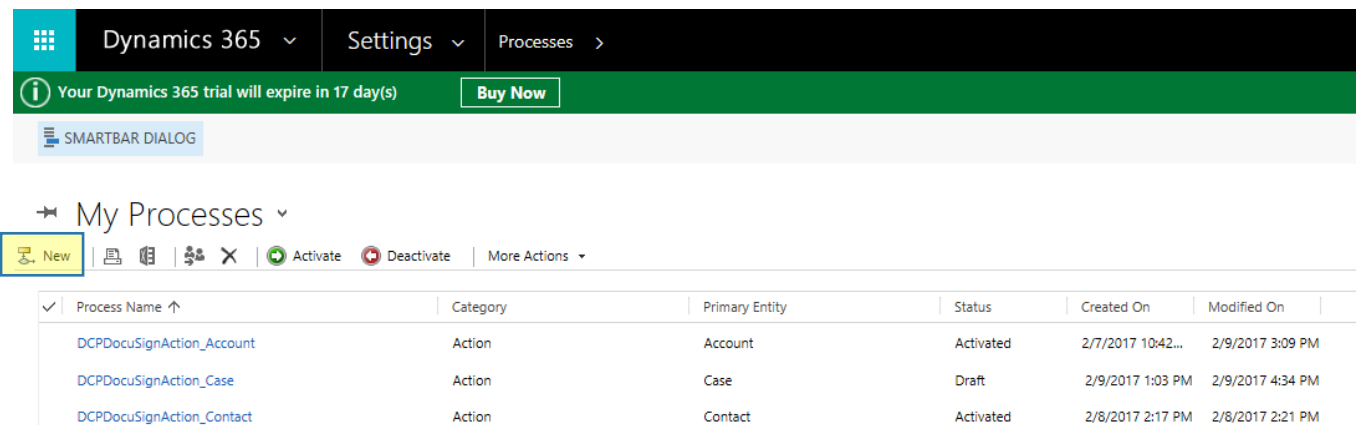 Dynamics 365 Settings Processes
Your Dynamics 365 trial will expire in 17 day(s) Buy Now
SMARTBAR DIALOG
My Processes
New Activate Deactivate More Actions
Process Name Category Primary Entity Status Created On Modified On
DCPDocuSignAction_Account Action Account Activated 2/7/2017 10:42... 2/9/2017 3:09 PM
DCPDocuSignAction_Case Action Case Draft 2/9/2017 1:03 PM 2/9/2017 4:34 PM
DCPDocuSignAction_Contact Action Contact Activated 2/8/2017 2:17 PM 2/8/2017 2:21 PM